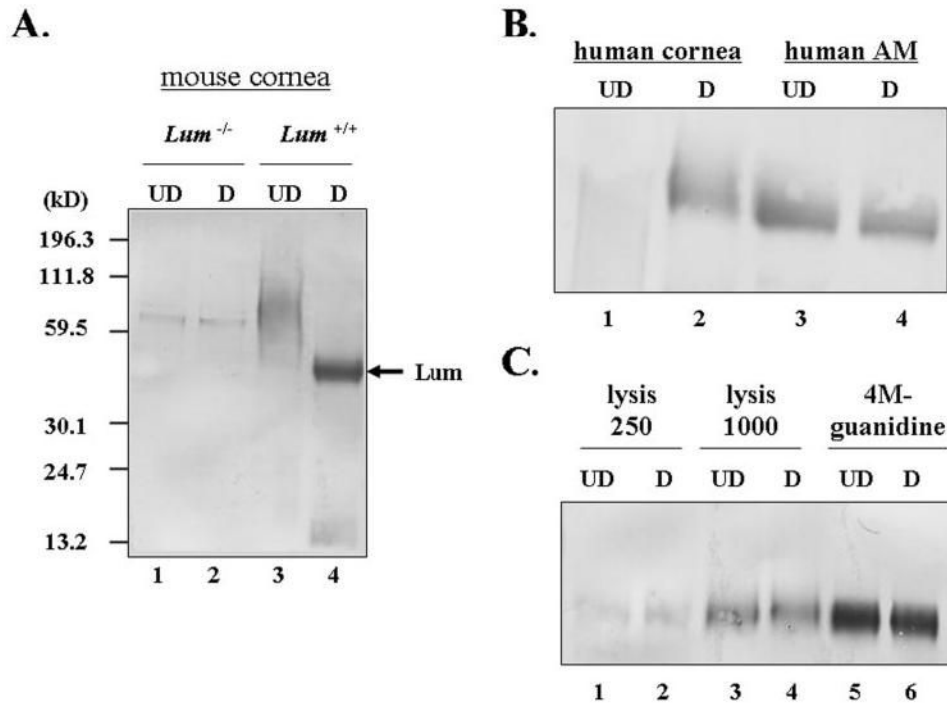 A.
mouse cornea
Lum -/- Lum +/+
UD D UD D
(kD)
196.3
111.8
59.5
30.1
24.7
13.2
Lum
1 2 3 4
B.
human cornea human AM
UD D UD D
1 2 3 4
C.
lysis 250 lysis 1000 4M-guanidine
UD D UD D UD D
1 2 3 4 5 6